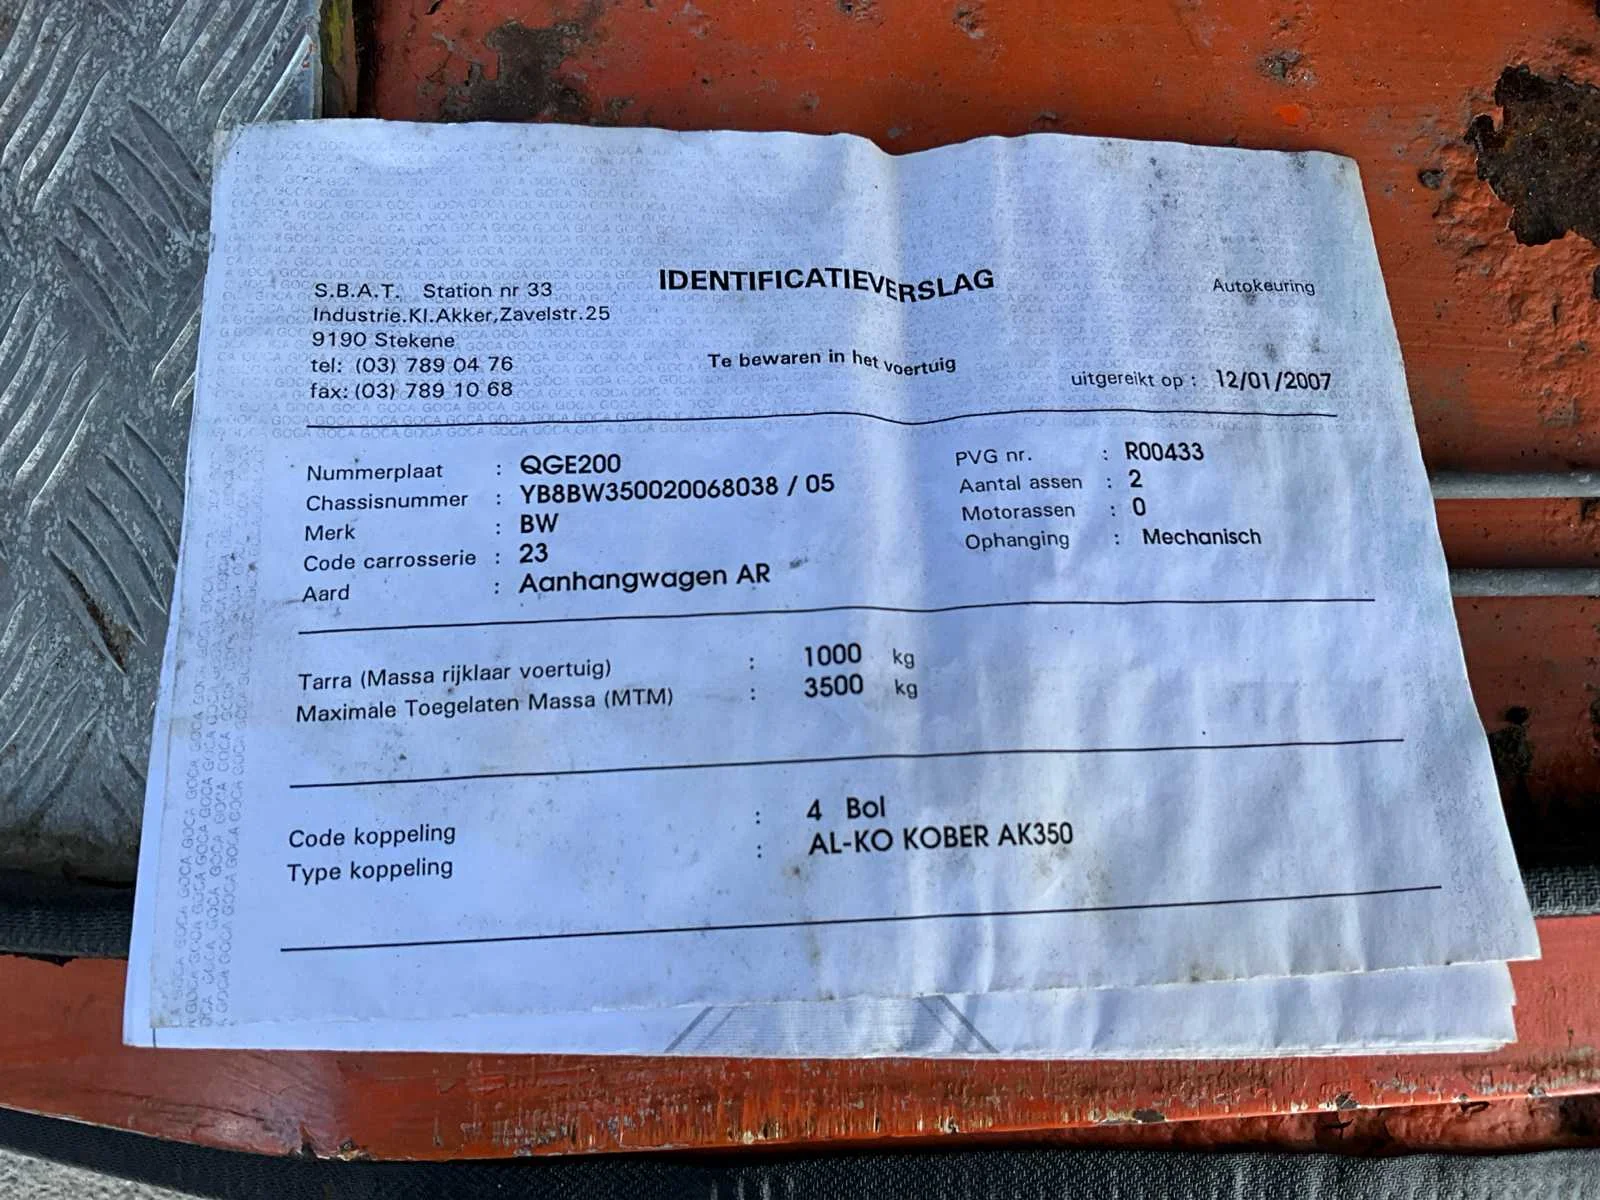 S.B.A.T. Station nr 33
Industrie.Kl.Akker,Zavelstr.25
9190 Stekene
tel: (03) 789 04 76
fax: (03) 789 10 68
IDENTIFICATIEVERSLAG
Te bewaren in het voertuig
Autokeuring
uitgereikt op : 12/01/2007
Nummerplaat : QGE200
Chassisnummer : YB8BW350020068038 / 05
Merk : BW
Code carrosserie : 23
Aard : Aanhangwagen AR
PVG nr. : R00433
Aantal assen : 2
Motorassen : 0
Ophanging : Mechanisch
Tarra (Massa rijklaar voertuig) : 1000 kg
Maximale Toegelaten Massa (MTM) : 3500 kg
Code koppeling : 4 Bol
Type koppeling : AL-KO KOBER AK350